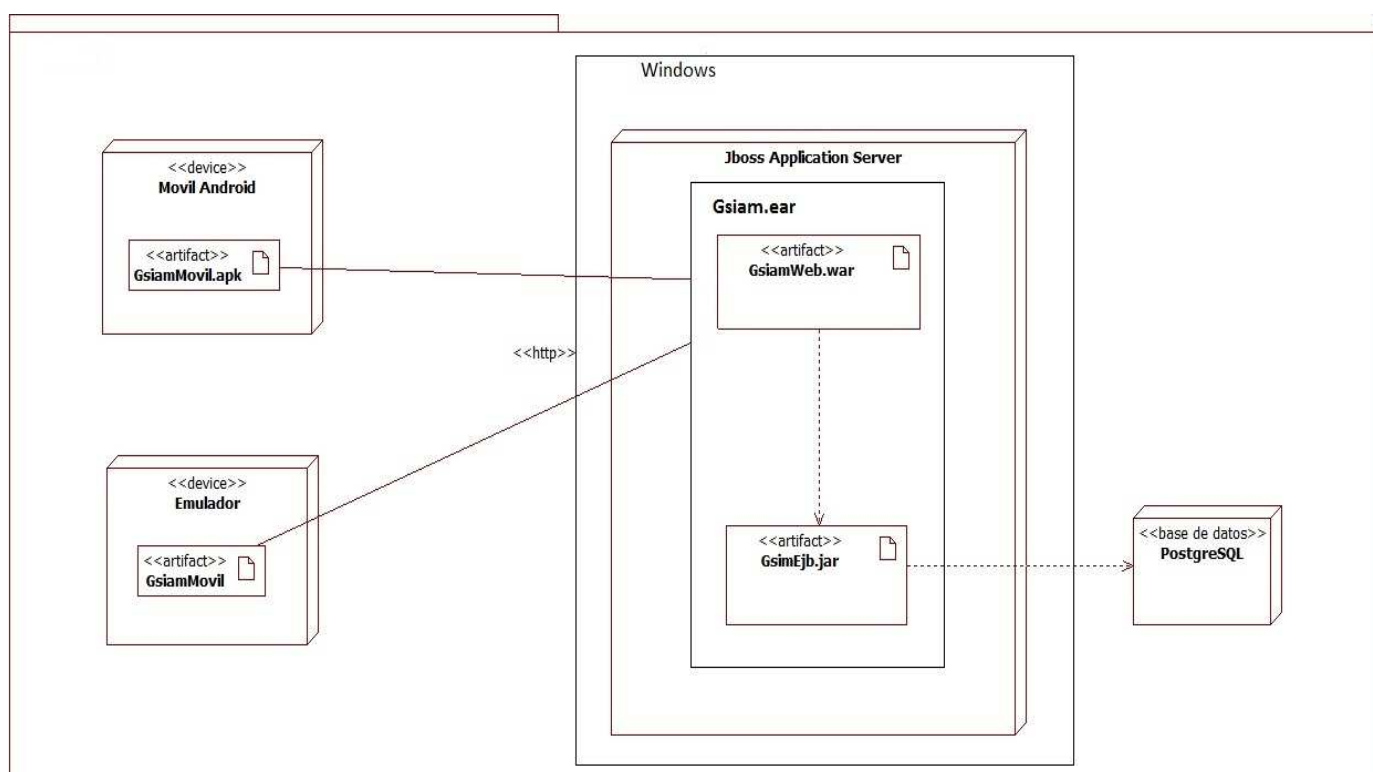 Windows
<<device>>
Movil Android
<<artifact>>
GsiamMovil.apk
Jboss Application Server
Gsiam.ear
<<artifact>>
GsiamWeb.war
<<http>>
<<device>>
Emulador
<<artifact>>
GsiamMovil
<<artifact>>
GsimEjb.jar
<<base de datos>>
PostgreSQL